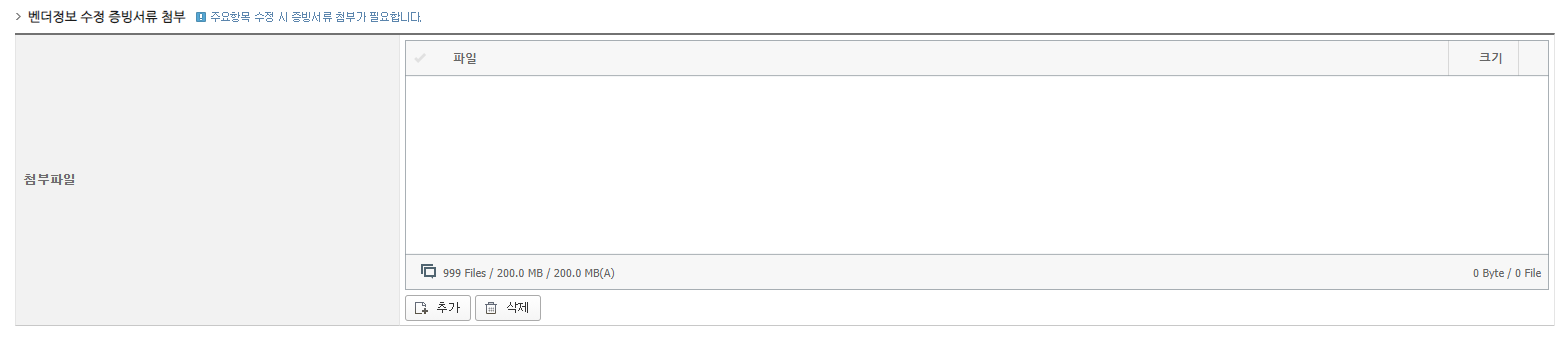 벤더정보 수정 증빙서류 첨부 주요항목 수정 시 증빙서류 첨부가 필요합니다.
파일 크기
첨부파일
999 Files / 200.0 MB / 200.0 MB(A) 0 Byte / 0 File
추가 삭제